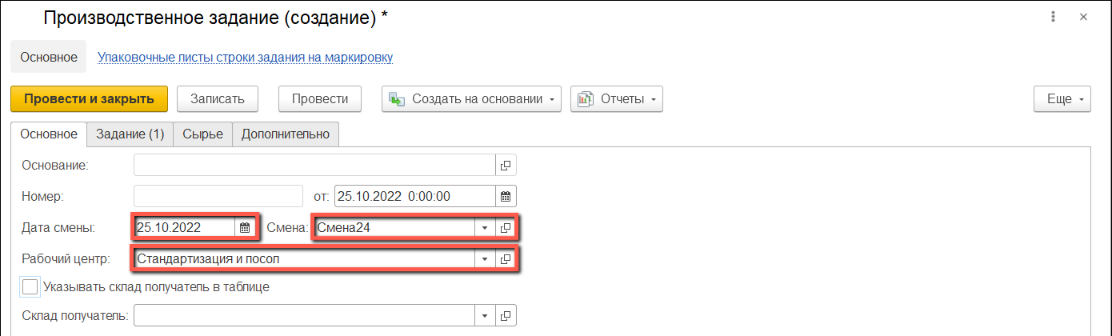 Производственное задание (создание) *
Основное Упаковочные листы строки задания на маркировку
Провести и закрыть Записать Провести Создать на основании Отчеты Еще
Основное Задание (1) Сырье Дополнительно
Основание:
Номер: от: 25.10.2022 0:00:00
Дата смены: 25.10.2022 Смена: Смена24
Рабочий центр: Стандартизация и посол
Указывать склад получатель в таблице
Склад получатель: